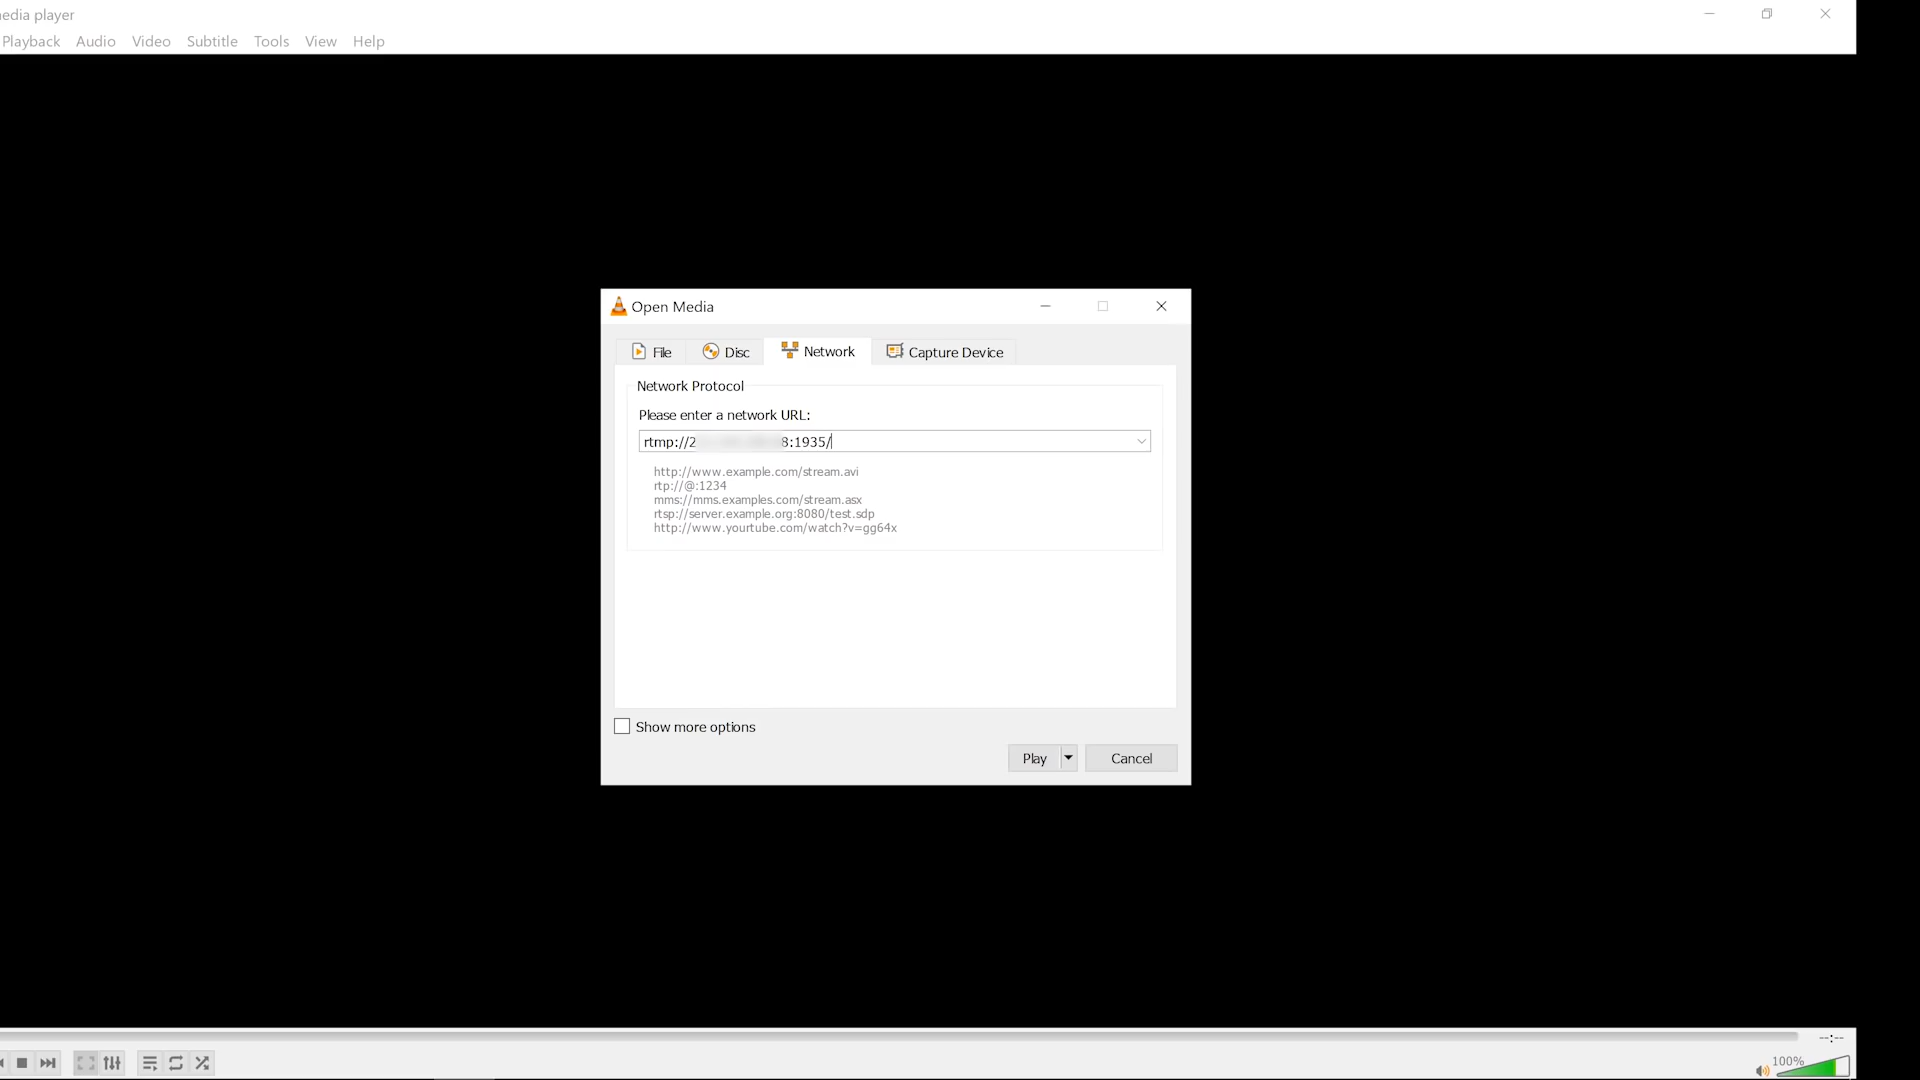 edia player
Playback Audio Video Subtitle Tools View Help
Open Media
File Disc Network Capture Device
Network Protocol
Please enter a network URL:
rtmp://2 8:1935/
http://www.example.com/stream.avi
rtp://@:1234
mms://mms.examples.com/stream.asx
rtsp://server.example.org:8080/test.sdp
http://www.yourtube.com/watch?v=gg64x
Show more options
Play Cancel
--:--
100%